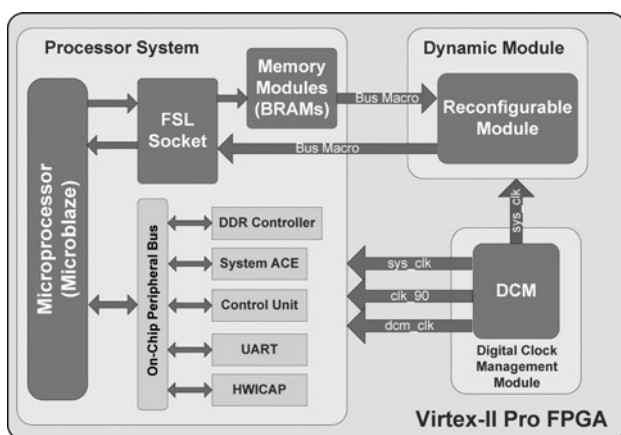 Processor System
Microprocessor
(Microblaze)
FSL
Socket
Memory
Modules
(BRAMs)
Bus Macro
Bus Macro
Dynamic Module
Reconfigurable
Module
On-Chip Peripheral Bus
DDR Controller
System ACE
Control Unit
UART
HWICAP
sys_clk
clk_90
dcm_clk
sys_clk
DCM
Digital Clock
Management
Module
Virtex-II Pro FPGA